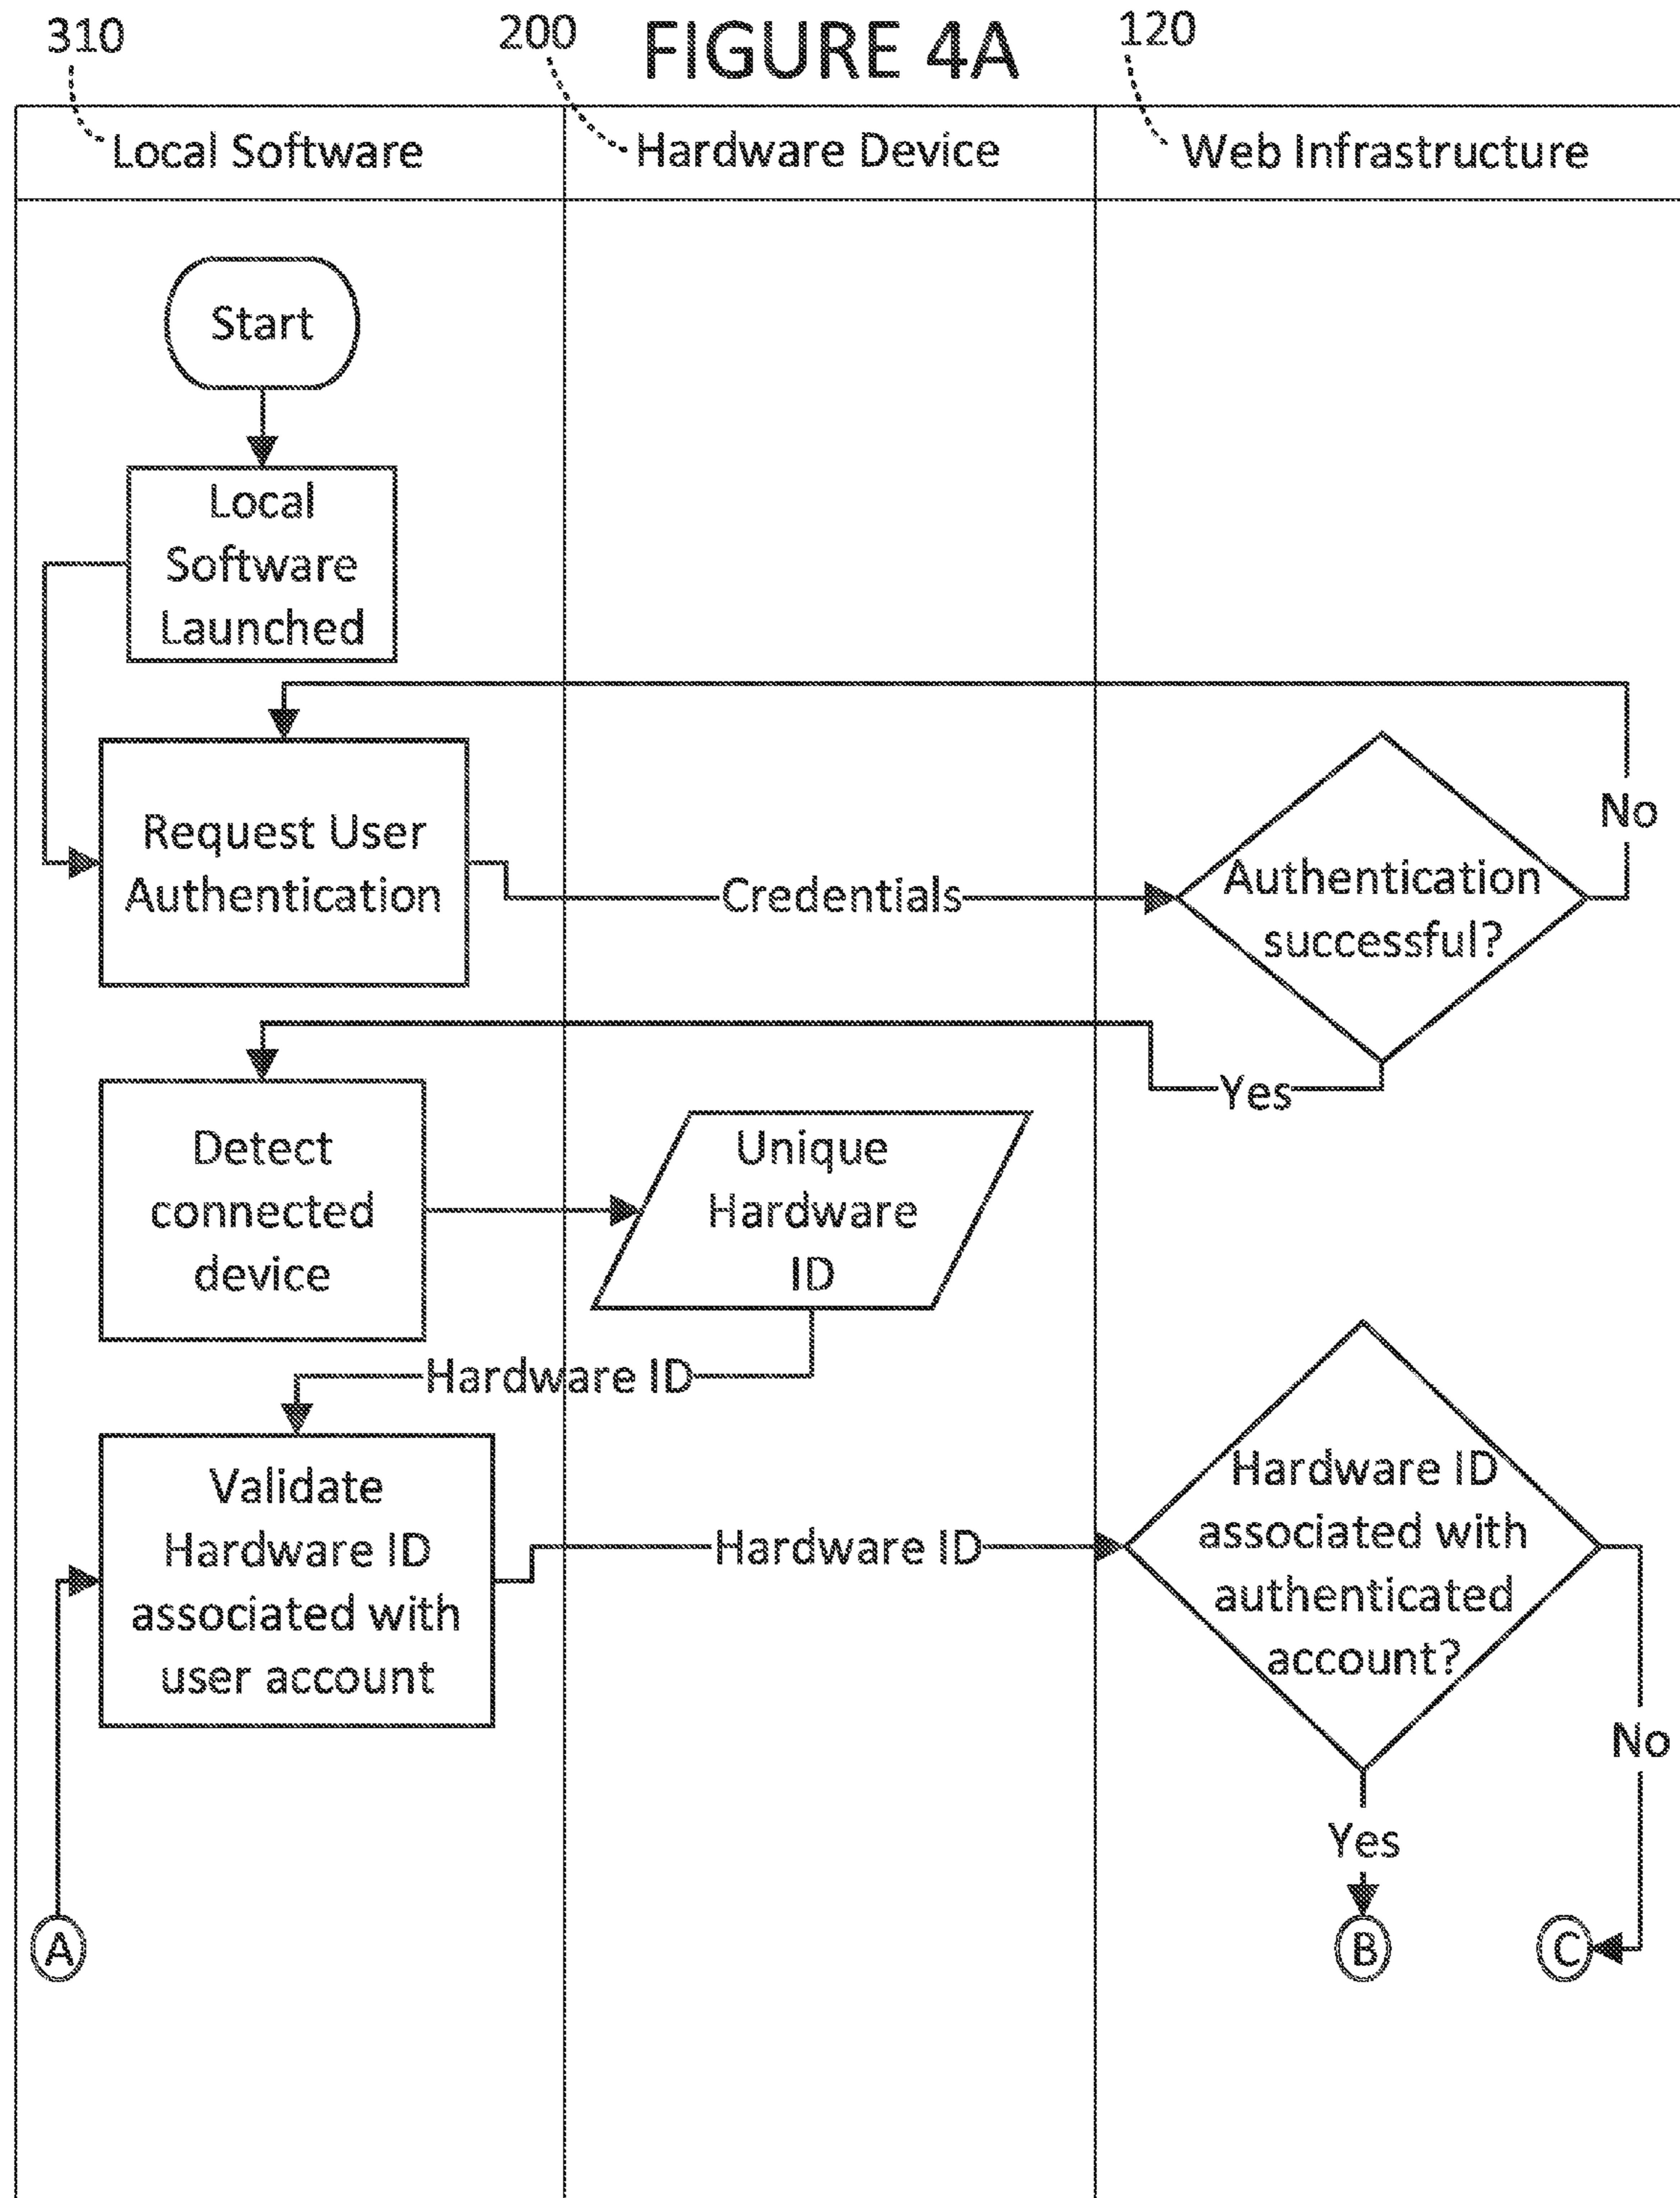 FIGURE 4A
310
200
120
Local Software
Hardware Device
Web Infrastructure
Start
Local
Software
Launched
Request User
Authentication
Credentials
Authentication
successful?
No
Yes
Detect
connected
device
Unique
Hardware
ID
Hardware ID
Validate
Hardware ID
associated with
user account
Hardware ID
Hardware ID
associated with
authenticated
account?
No
Yes
A
B
C